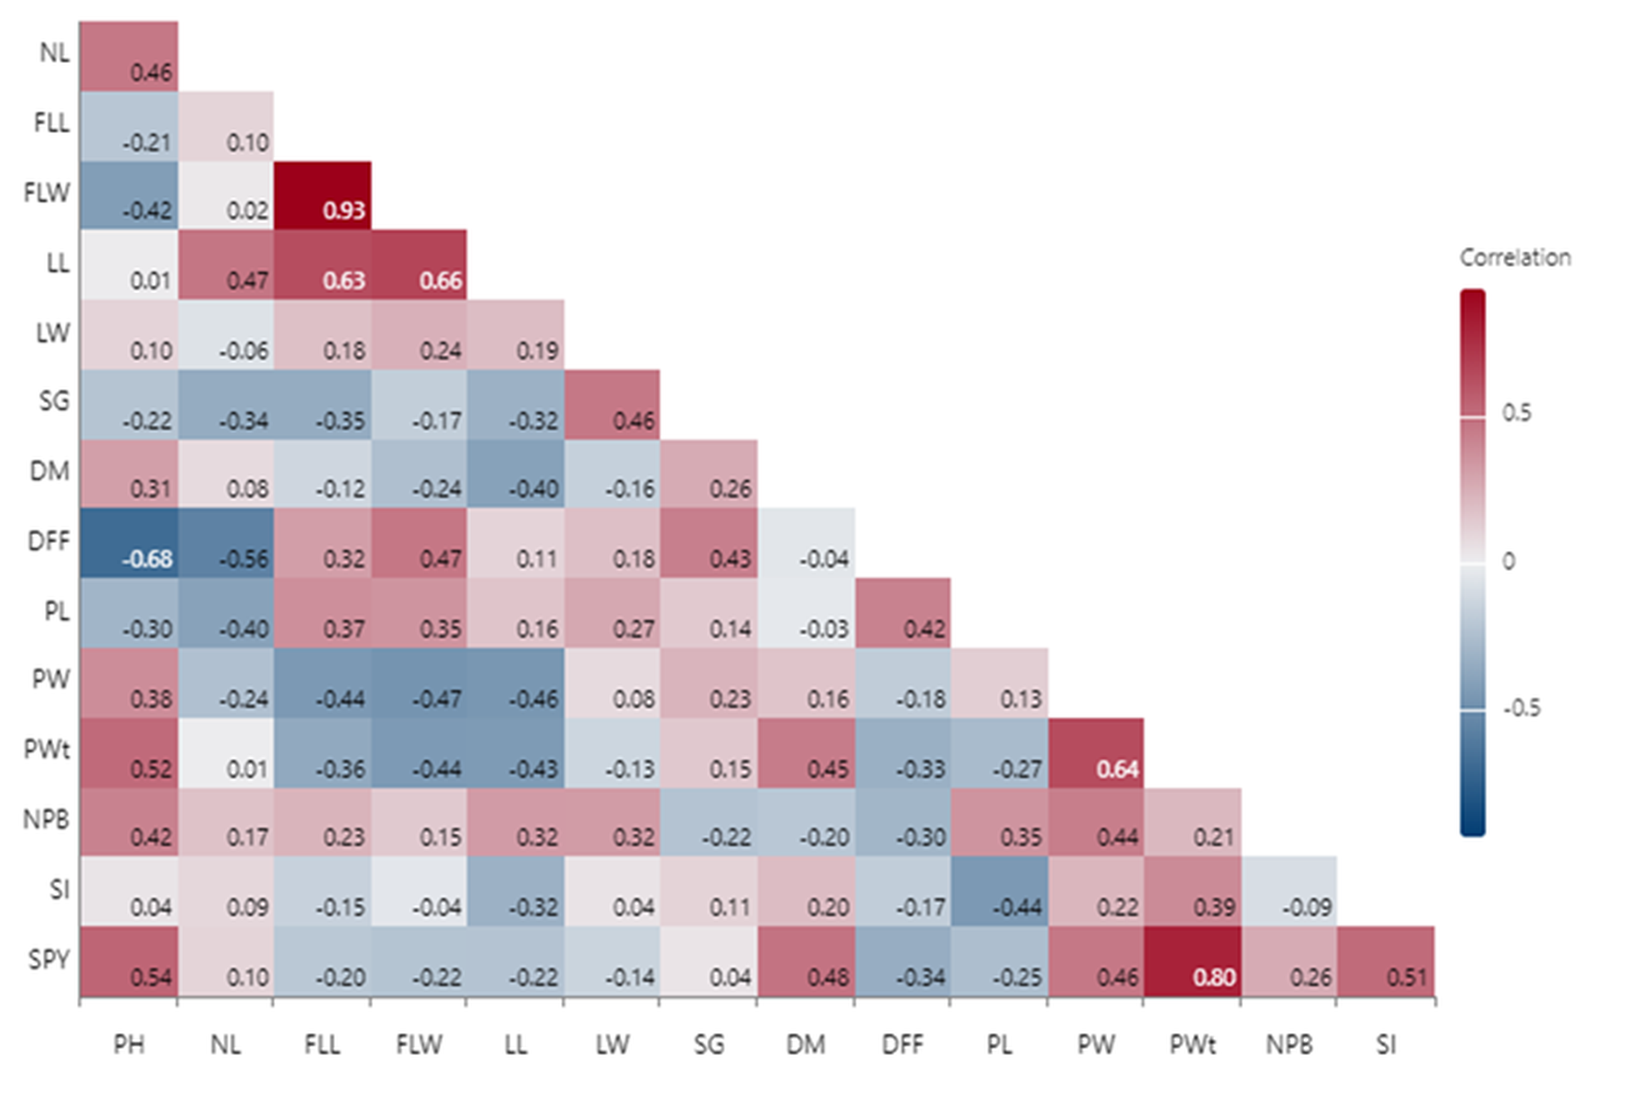 NL 0.46
FLL -0.21 0.10
FLW -0.42 0.02 0.93
LL 0.01 0.47 0.63 0.66
LW 0.10 -0.06 0.18 0.24 0.19
SG -0.22 -0.34 -0.35 -0.17 -0.32 0.46
DM 0.31 0.08 -0.12 -0.24 -0.40 -0.16 0.26
DFF -0.68 -0.56 0.32 0.47 0.11 0.18 0.43 -0.04
PL -0.30 -0.40 0.37 0.35 0.16 0.27 0.14 -0.03 0.42
PW 0.38 -0.24 -0.44 -0.47 -0.46 0.08 0.23 0.16 -0.18 0.13
PWt 0.52 0.01 -0.36 -0.44 -0.43 -0.13 0.15 0.45 -0.33 -0.27 0.64
NPB 0.42 0.17 0.23 0.15 0.32 0.32 -0.22 -0.20 -0.30 0.35 0.44 0.21
SI 0.04 0.09 -0.15 -0.04 -0.32 0.04 0.11 0.20 -0.17 -0.44 0.22 0.39 -0.09
SPY 0.54 0.10 -0.20 -0.22 -0.22 -0.14 0.04 0.48 -0.34 -0.25 0.46 0.80 0.26 0.51
PH NL FLL FLW LL LW SG DM DFF PL PW PWt NPB SI
Correlation
0.5
0
-0.5